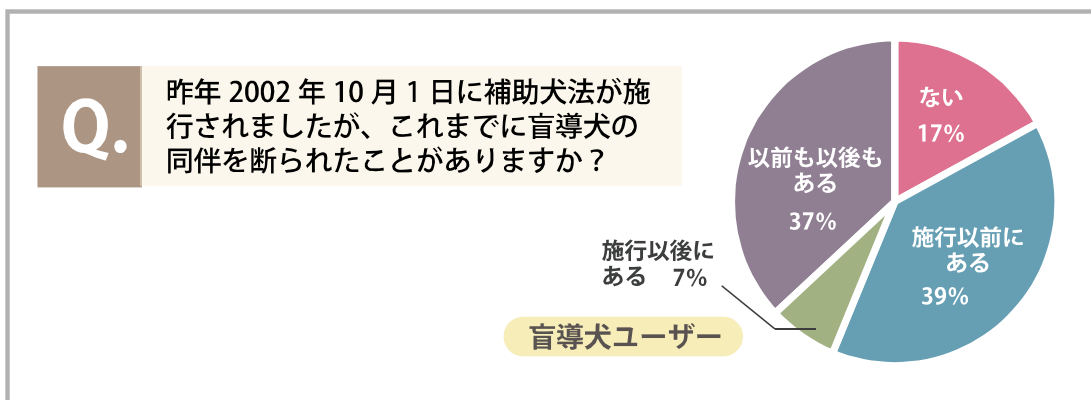 Q.
昨年 2002 年 10 月 1 日に補助犬法が施
行されましたが、これまでに盲導犬の
同伴を断られたことがありますか？
ない
17%
以前も以後も
ある
37%
施行以前に
ある
39%
施行以後に
ある 7%
盲導犬ユーザー